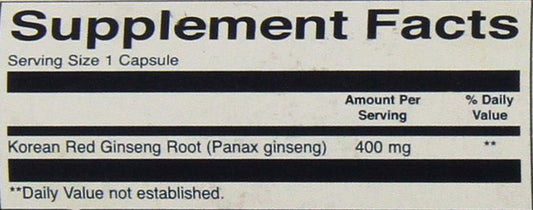 Supplement Facts
Serving Size 1 Capsule
Amount Per Serving % Daily Value
Korean Red Ginseng Root (Panax ginseng) 400 mg **
**Daily Value not established.